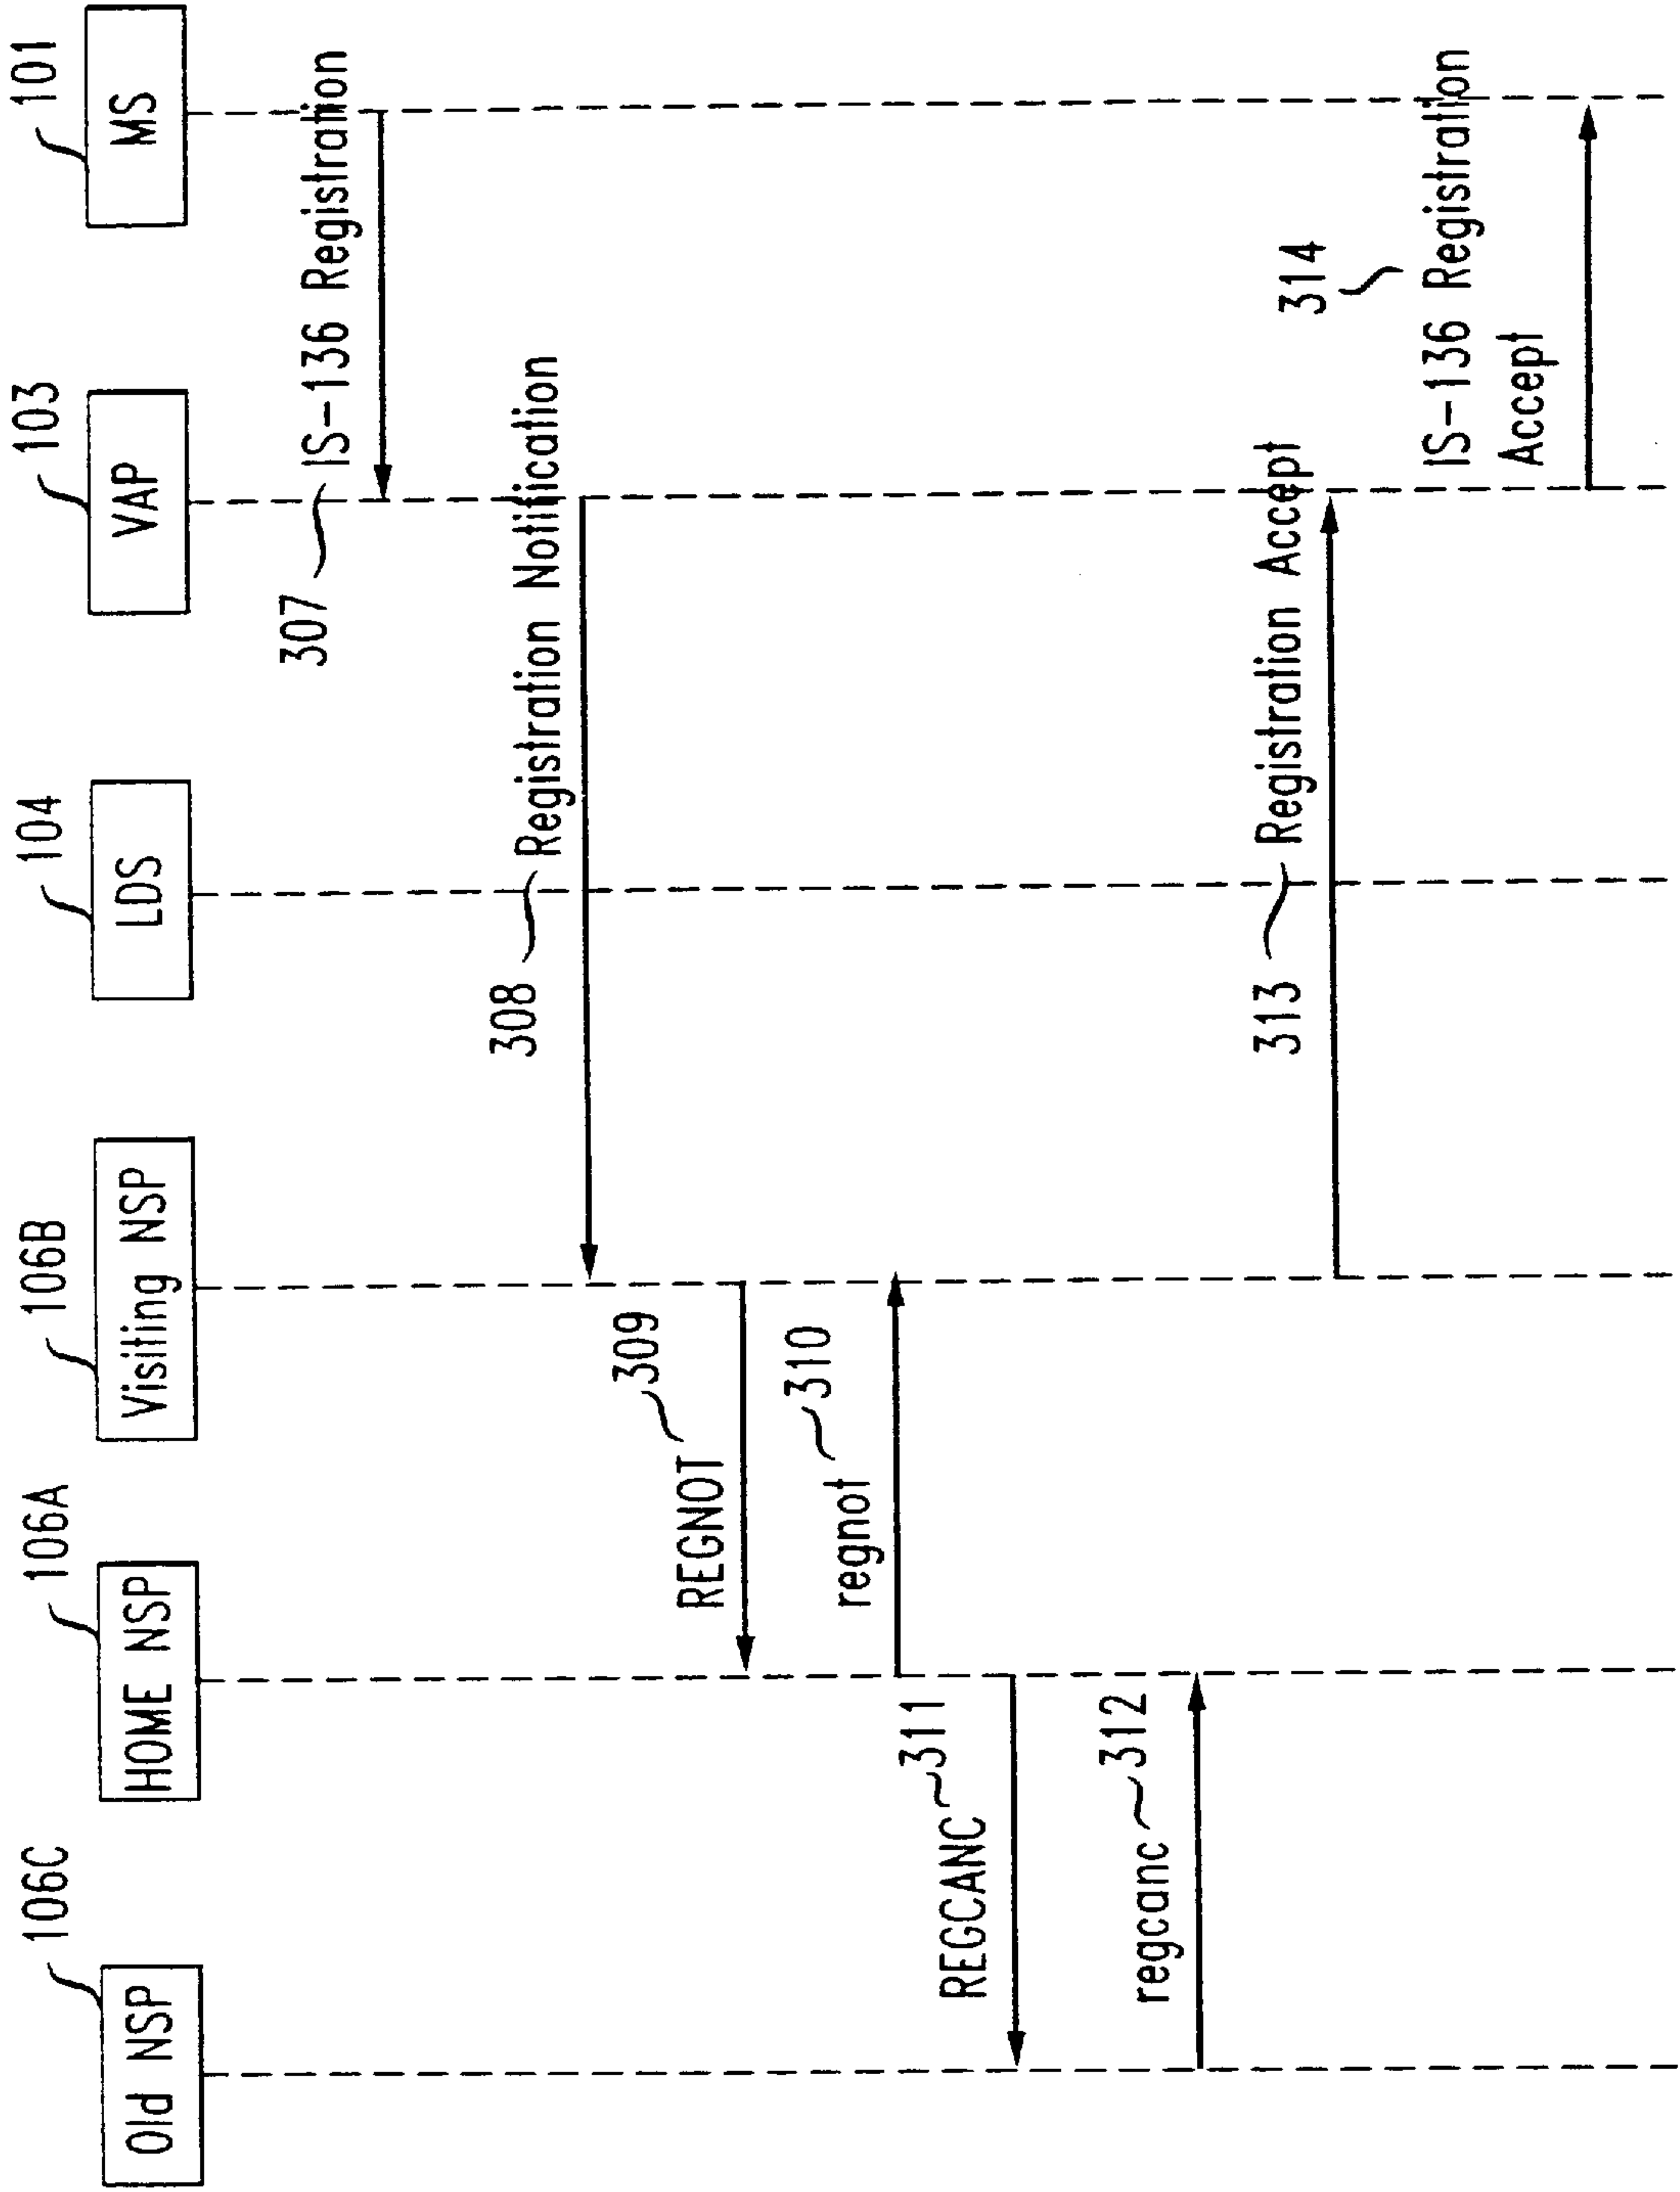 106C
106A
106B
104
103
101
Old NSP
HOME NSP
Visiting NSP
LDS
VAP
MS
307
IS-136 Registration
308
Registration Notification
309
REGNOT
310
regnot
REGCANC
311
regcanc
312
313
Registration Accept
314
IS-136 Registration
Accept